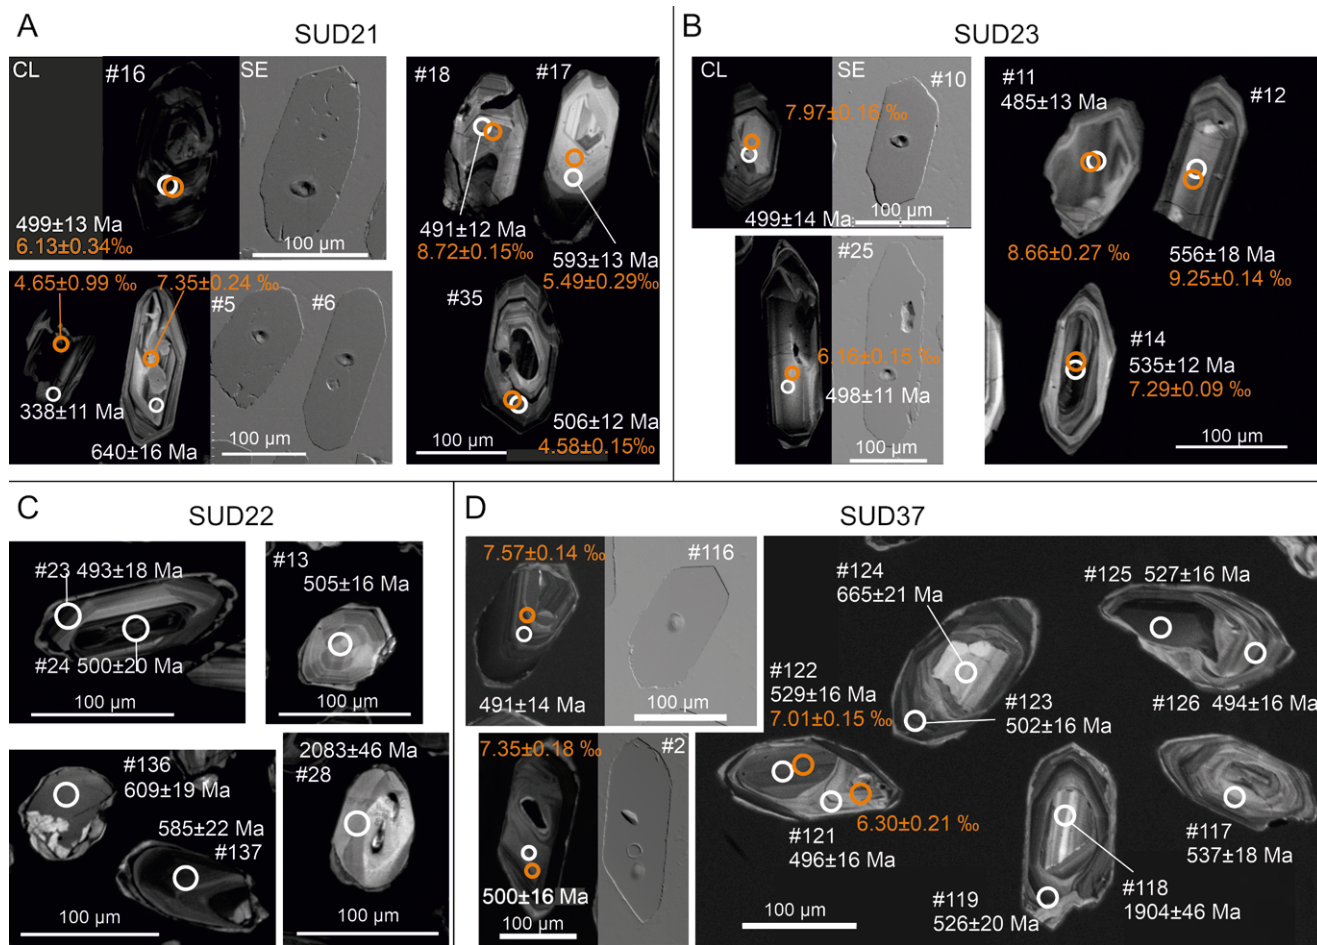 A
SUD21
CL
#16
SE
499±13 Ma
6.13±0.34‰
100 µm
#18
#17
491±12 Ma
8.72±0.15‰
593±13 Ma
5.49±0.29‰
4.65±0.99 ‰
7.35±0.24 ‰
#5
#6
338±11 Ma
640±16 Ma
100 µm
#35
506±12 Ma
4.58±0.15‰
100 µm
B
SUD23
CL
SE
#10
7.97±0.16 ‰
499±14 Ma
100 µm
#11
485±13 Ma
#12
8.66±0.27 ‰
556±18 Ma
9.25±0.14 ‰
#25
6.16±0.15 ‰
498±11 Ma
100 µm
#14
535±12 Ma
7.29±0.09 ‰
100 µm
C
SUD22
#23 493±18 Ma
#24 500±20 Ma
100 µm
#13
505±16 Ma
100 µm
#136
609±19 Ma
585±22 Ma
#137
100 µm
2083±46 Ma
#28
100 µm
D
SUD37
7.57±0.14 ‰
#116
491±14 Ma
100 µm
7.35±0.18 ‰
#2
500±16 Ma
100 µm
#124
665±21 Ma
#125 527±16 Ma
#122
529±16 Ma
7.01±0.15 ‰
#123
502±16 Ma
#126 494±16 Ma
#121
496±16 Ma
6.30±0.21 ‰
#117
537±18 Ma
#118
1904±46 Ma
#119
526±20 Ma
100 µm